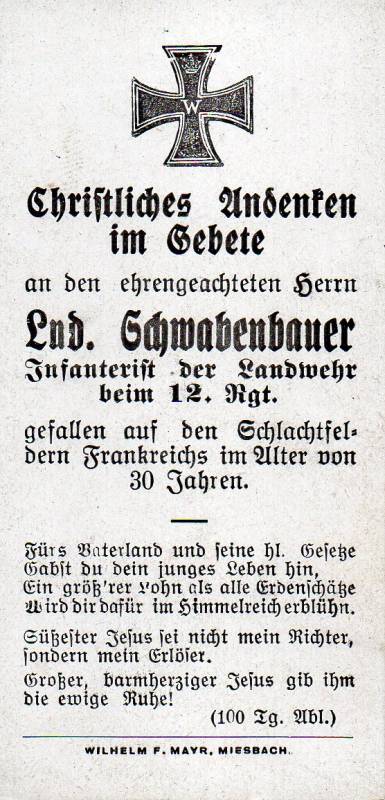 W
Christliches Andenken
im Gebete
an den ehrengeachteten Herrn
Lud. Schwabenbauer
Infanterist der Landwehr
beim 12. Rgt.
gefallen auf den Schlachtfel-
dern Frankreichs im Alter von
30 Jahren.
Fürs Vaterland und seine hl. Gesetze
Gabst du dein junges Leben hin,
Ein größ'rer Lohn als alle Erdenschätze
Wird dir dafür im Himmelreich erblühn.
Süßester Jesus sei nicht mein Richter,
sondern mein Erlöser.
Großer, barmherziger Jesus gib ihm
die ewige Ruhe!
(100 Tg. Abl.)
WILHELM F. MAYR, MIESBACH.